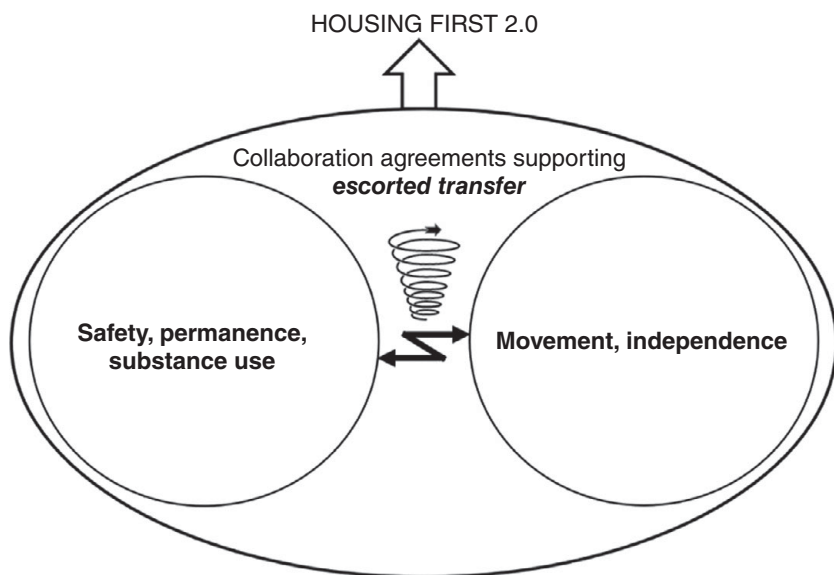 HOUSING FIRST 2.0
Collaboration agreements supporting
escorted transfer
Safety, permanence,
substance use
Movement, independence